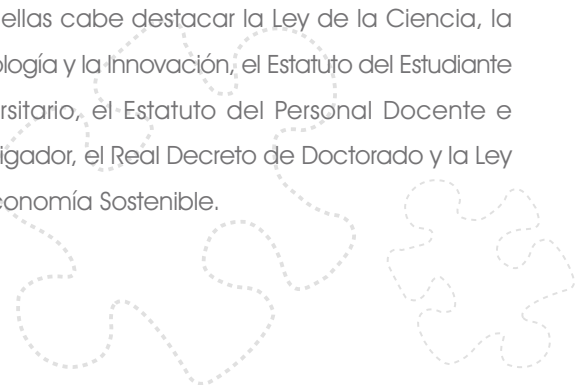 ellas cabe destacar la Ley de la Ciencia, la
ología y la Innovación, el Estatuto del Estudiante
rsitario, el Estatuto del Personal Docente e
igador, el Real Decreto de Doctorado y la Ley
conomía Sostenible.